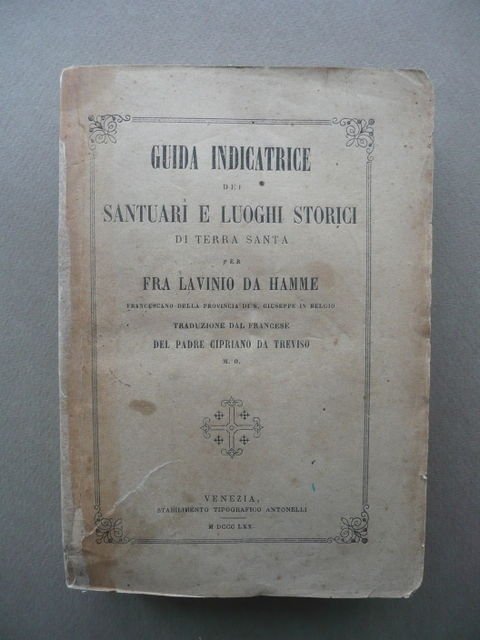 GUIDA INDICATRICE
DEI
SANTUARÌ E LUOGHI STORICI
DI TERRA SANTA
PER
FRA LAVINIO DA HAMME
FRANCESCANO DELLA PROVINCIA DI S. GIUSEPPE IN BELGIO
TRADUZIONE DAL FRANCESE
DEL PADRE CIPRIANO DA TREVISO
M. O.
VENEZIA,
STABILIMENTO TIPOGRAFICO ANTONELLI
M DCCC LXX.